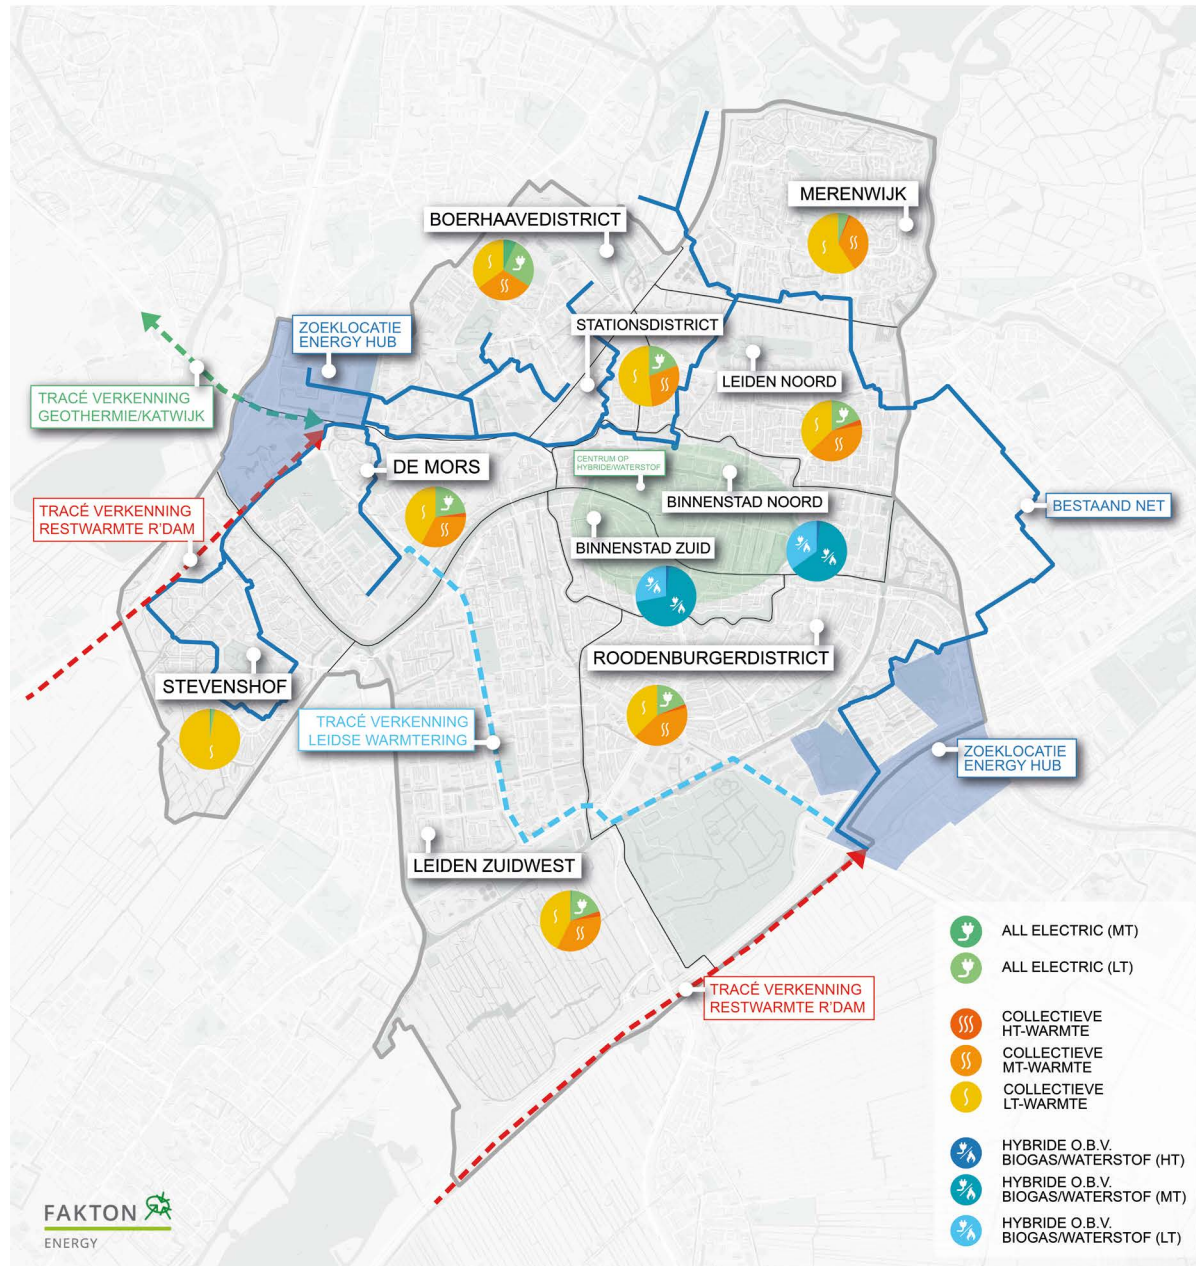 MERENWIJK
BOERHAAVEDISTRICT
ZOEKLOCATIE
ENERGY HUB
STATIONSDISTRICT
LEIDEN NOORD
TRACÉ VERKENNING
GEOTHERMIE/KATWIJK
DE MORS
CENTRUM OP
HYBRIDE/WATERSTOF
BINNENSTAD NOORD
BESTAAND NET
TRACÉ VERKENNING
RESTWARMTE R'DAM
BINNENSTAD ZUID
ROODENBURGERDISTRICT
STEVENSHOF
TRACÉ VERKENNING
LEIDSE WARMTERING
ZOEKLOCATIE
ENERGY HUB
LEIDEN ZUIDWEST
TRACÉ VERKENNING
RESTWARMTE R'DAM
ALL ELECTRIC (MT)
ALL ELECTRIC (LT)
COLLECTIEVE
HT-WARMTE
COLLECTIEVE
MT-WARMTE
COLLECTIEVE
LT-WARMTE
HYBRIDE O.B.V.
BIOGAS/WATERSTOF (HT)
HYBRIDE O.B.V.
BIOGAS/WATERSTOF (MT)
HYBRIDE O.B.V.
BIOGAS/WATERSTOF (LT)
FAKTON
ENERGY